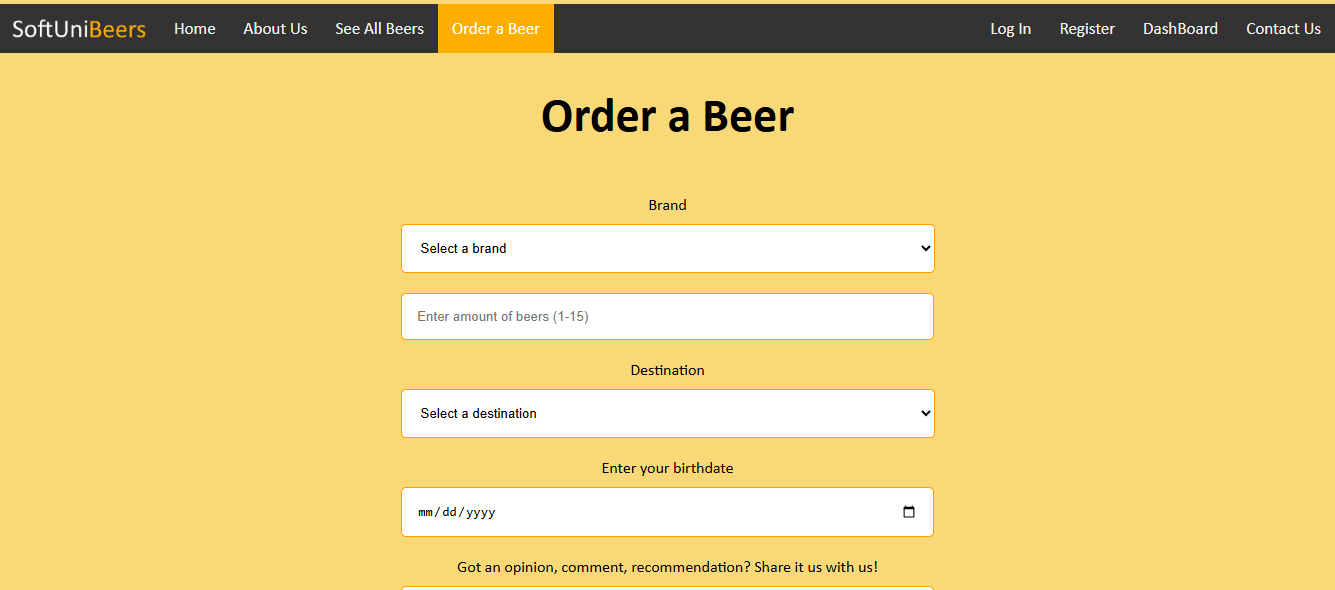 SoftUniBeers Home About Us See All Beers Order a Beer Log In Register DashBoard Contact Us
Order a Beer
Brand
Select a brand
Enter amount of beers (1-15)
Destination
Select a destination
Enter your birthdate
mm/dd/yyyy
Got an opinion, comment, recommendation? Share it us with us!